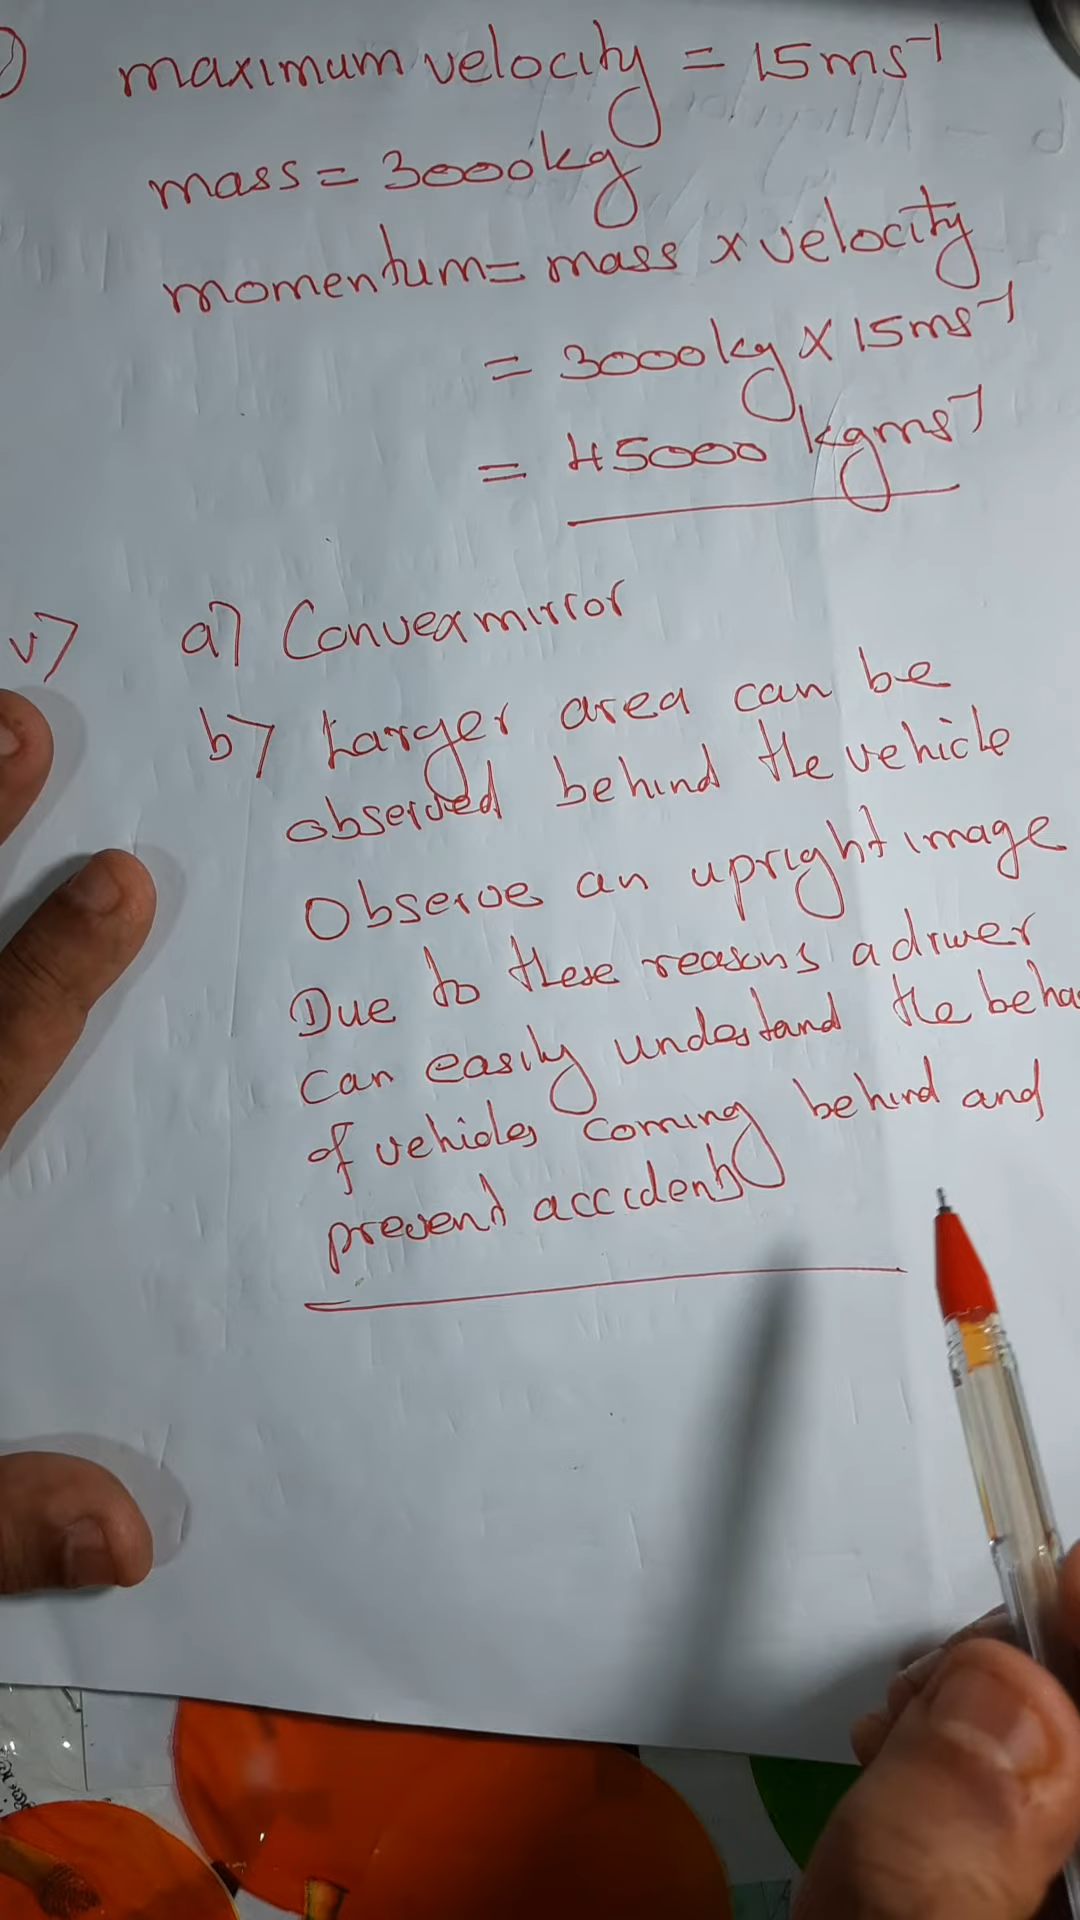 maximum velocity = 15ms⁻¹
mass = 3000kg
momentum = mass x velocity
= 3000kg x 15ms⁻¹
= 45000 kgms⁻¹
v) a) Convex mirror
b) Larger area can be
observed behind the vehicle
Observe an upright image
Due to these reasons a driver
can easily understand the beha
of vehicles coming behind and
prevent accidents